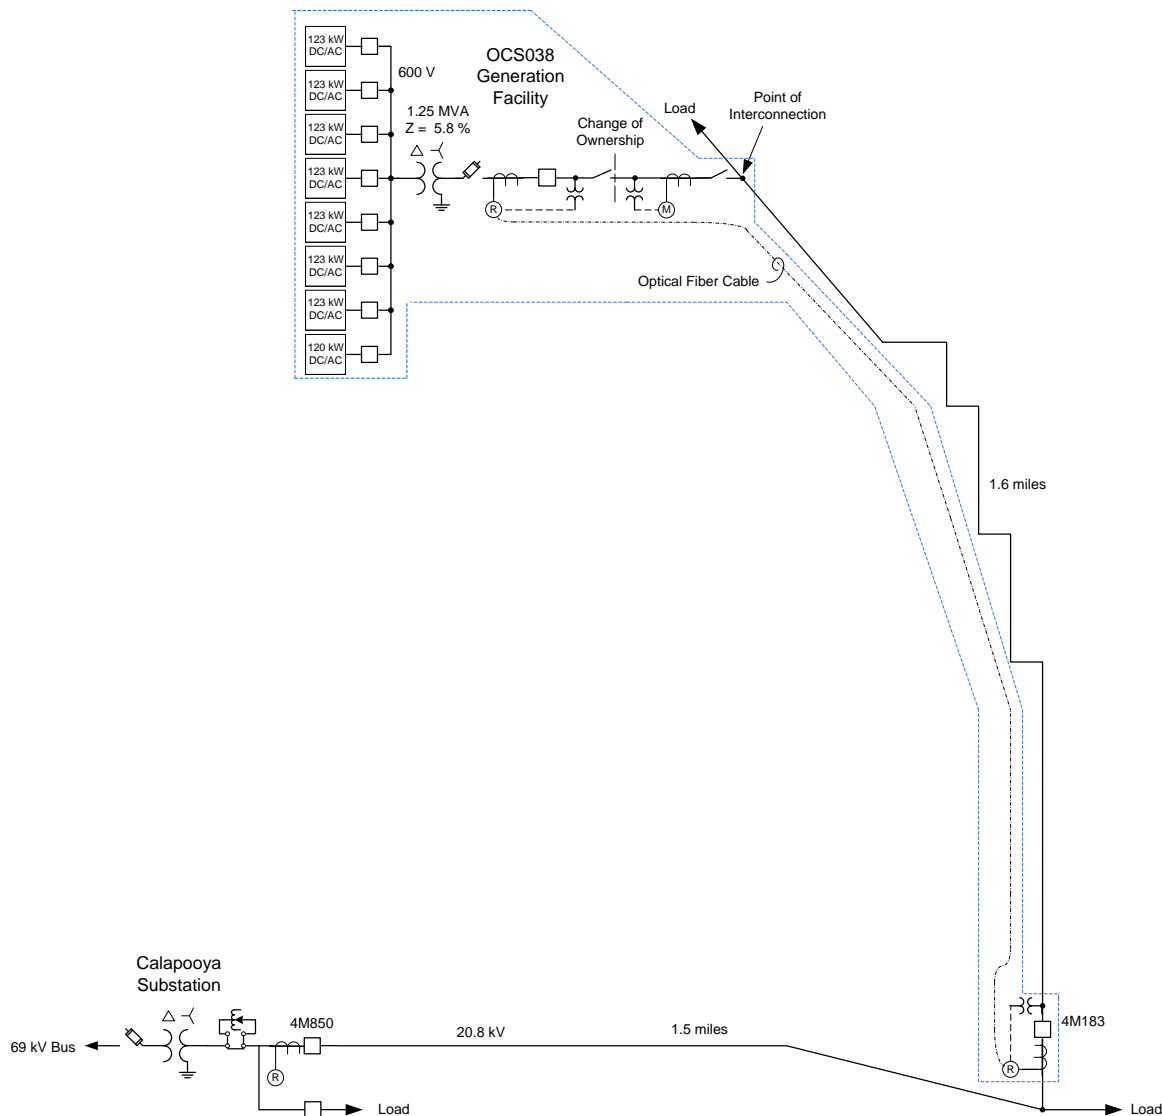 123 kW
DC/AC
123 kW
DC/AC
123 kW
DC/AC
123 kW
DC/AC
123 kW
DC/AC
123 kW
DC/AC
123 kW
DC/AC
120 kW
DC/AC
600 V
OCS038
Generation
Facility
1.25 MVA
Z = 5.8 %
Change of
Ownership
Load
Point of
Interconnection
R
M
Optical Fiber Cable
1.6 miles
Calapooya
Substation
69 kV Bus
4M850
R
20.8 kV
1.5 miles
4M183
R
Load
Load